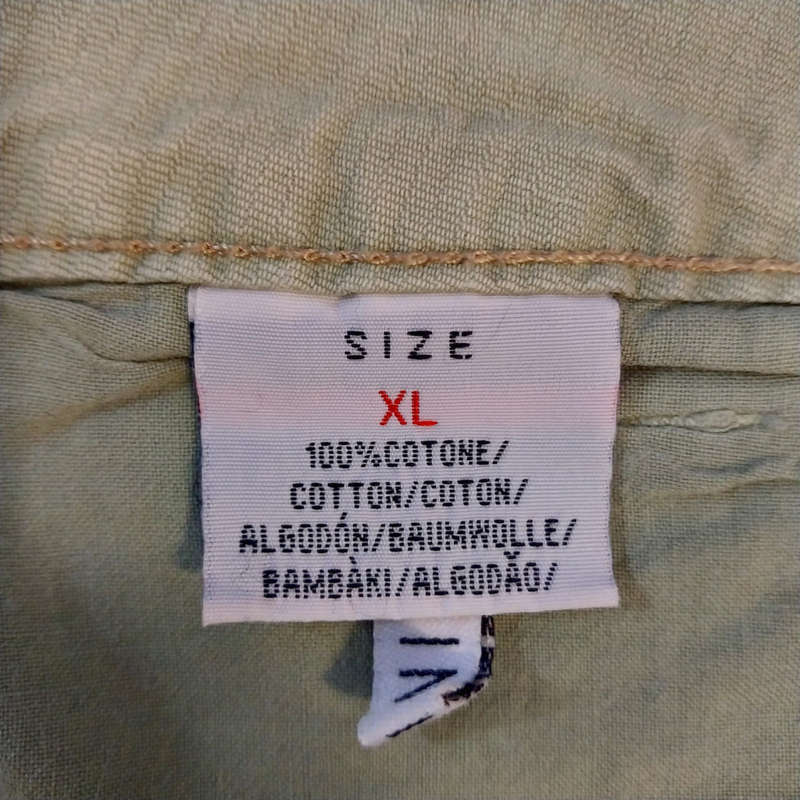 SIZE
XL
100%COTONE/
COTTON/COTON/
ALGODÓN/BAUMWOLLE/
BAMBÀKI/ALGODÃO/